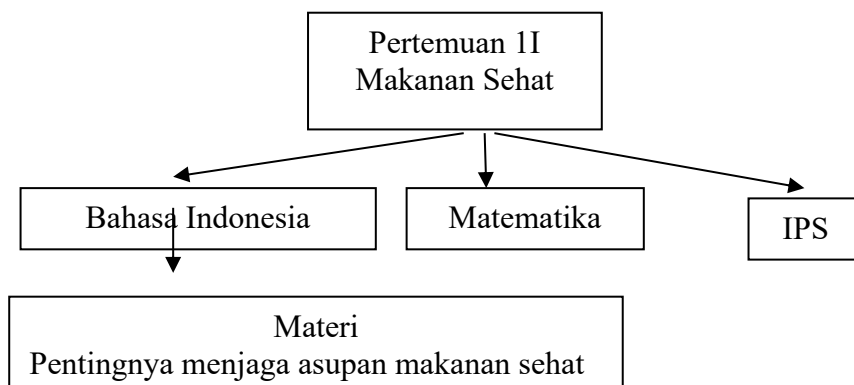 Pertemuan 1I
Makanan Sehat
Bahasa Indonesia
Matematika
IPS
Materi
Pentingnya menjaga asupan makanan sehat